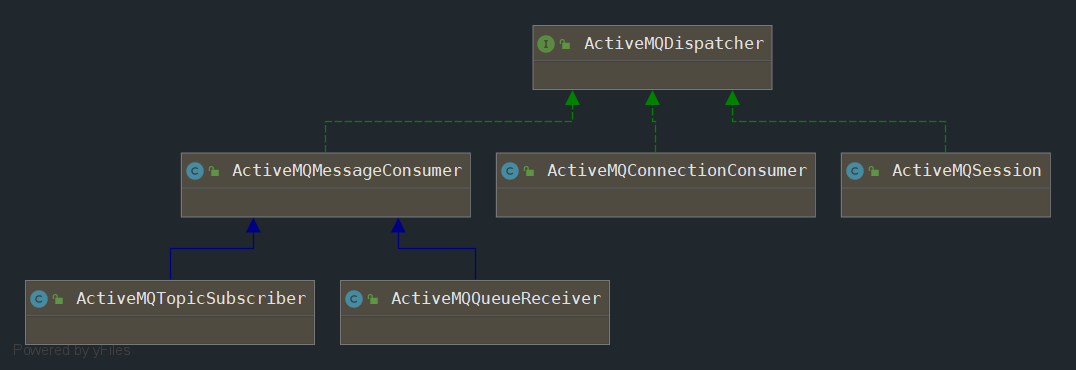 I ActiveMQDispatcher
C ActiveMQMessageConsumer
C ActiveMQConnectionConsumer
C ActiveMQSession
C ActiveMQTopicSubscriber
C ActiveMQQueueReceiver
Powered by yFiles